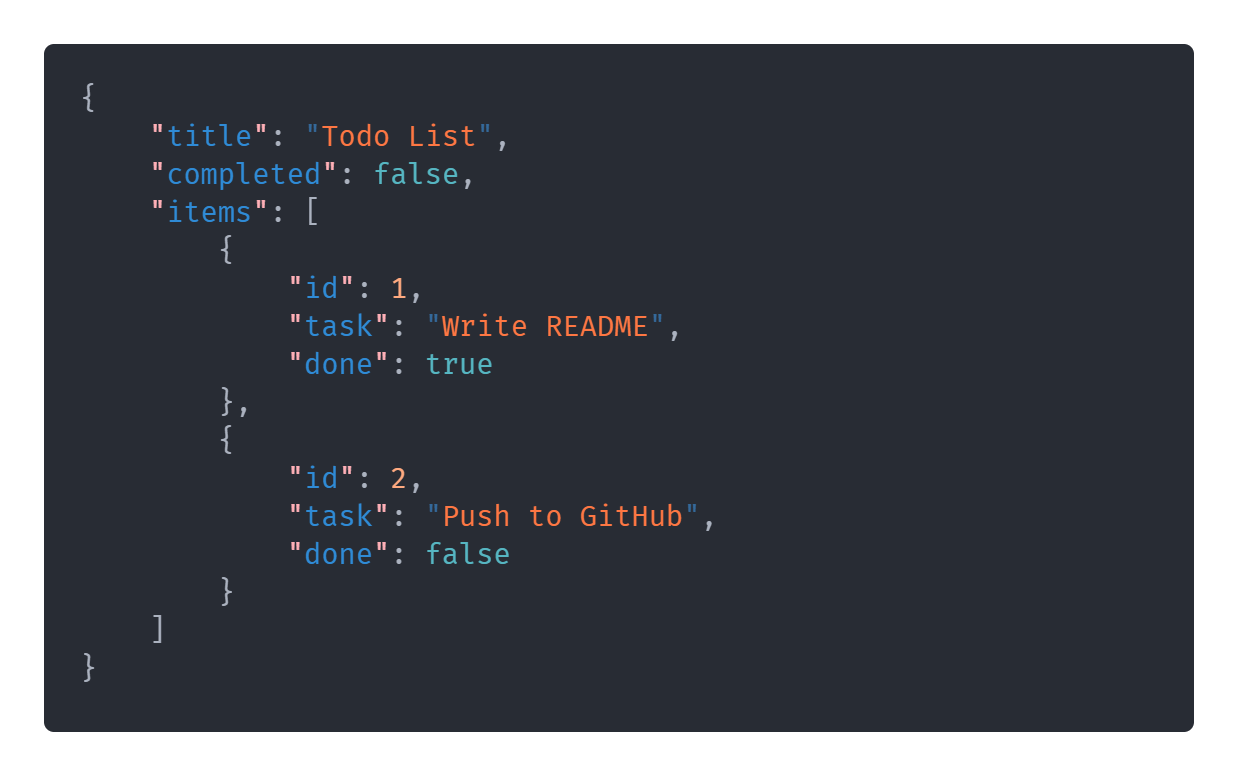 {
    "title": "Todo List",
    "completed": false,
    "items": [
        {
            "id": 1,
            "task": "Write README",
            "done": true
        },
        {
            "id": 2,
            "task": "Push to GitHub",
            "done": false
        }
    ]
}